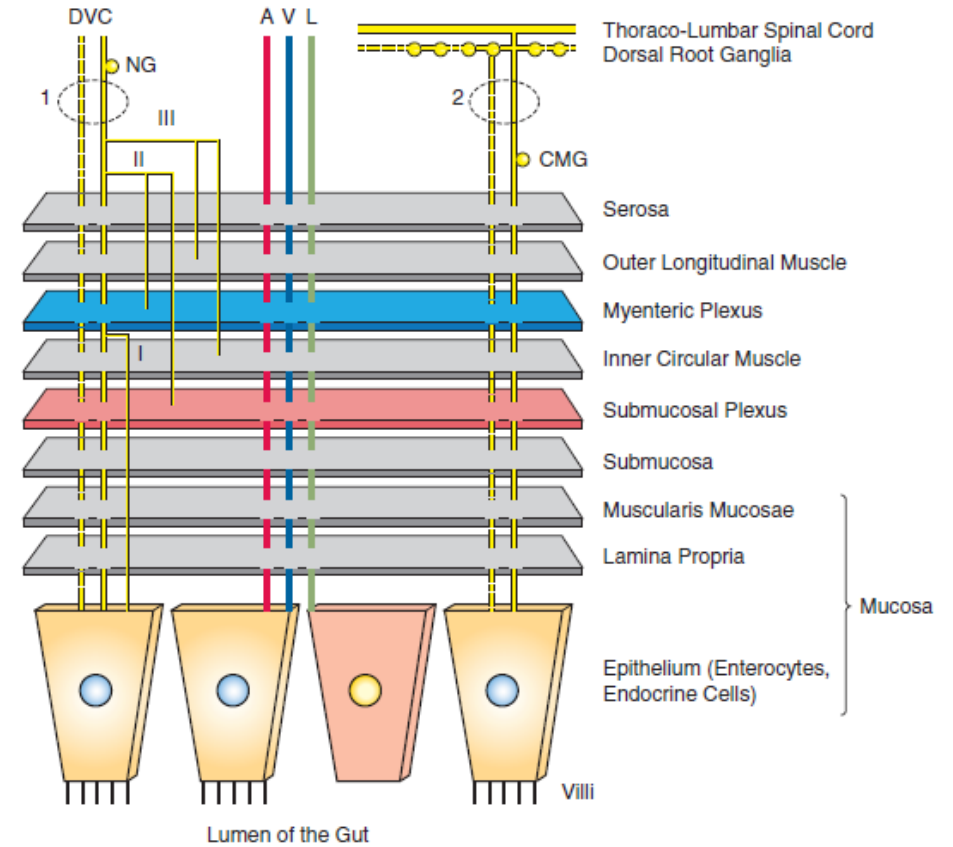 DVC
A V L
NG
1
III
II
I
2
CMG
Thoraco-Lumbar Spinal Cord
Dorsal Root Ganglia
Serosa
Outer Longitudinal Muscle
Myenteric Plexus
Inner Circular Muscle
Submucosal Plexus
Submucosa
Muscularis Mucosae
Lamina Propria
Mucosa
Epithelium (Enterocytes,
Endocrine Cells)
Villi
Lumen of the Gut